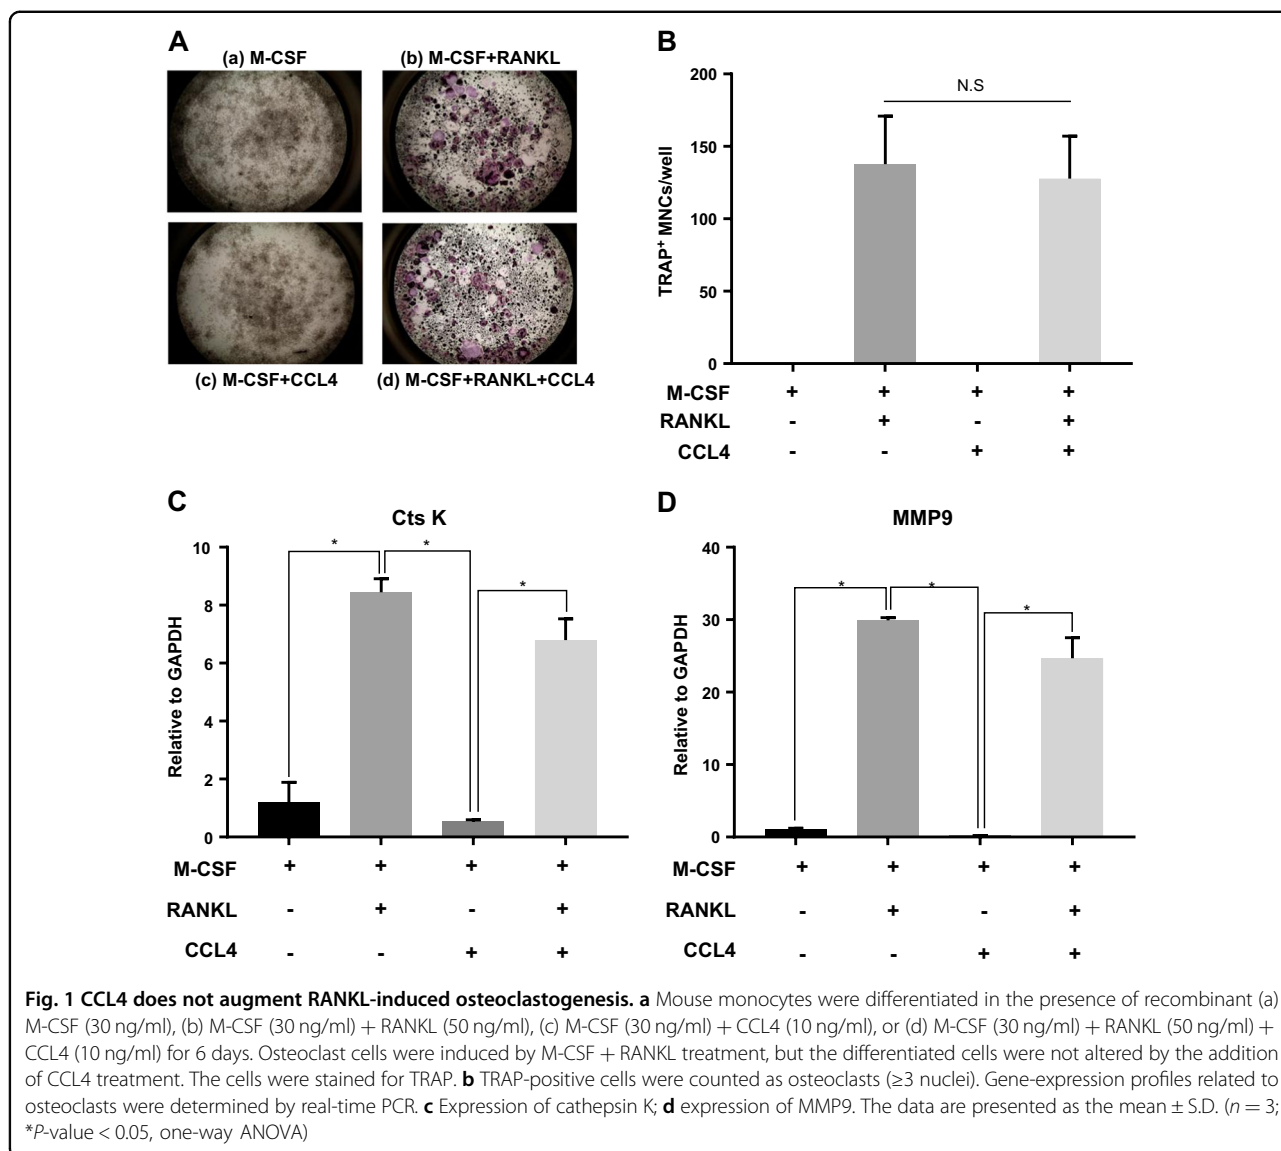 A
(a) M-CSF
(b) M-CSF+RANKL
(c) M-CSF+CCL4
(d) M-CSF+RANKL+CCL4
B
TRAP+ MNCs/well
200
150
100
50
0
N.S
M-CSF + + + +
RANKL - + - +
CCL4 - - + +
C
Cts K
Relative to GAPDH
10
8
6
4
2
0
* * *
M-CSF + + + +
RANKL - + - +
CCL4 - - + +
D
MMP9
Relative to GAPDH
40
30
20
10
0
* * *
M-CSF + + + +
RANKL - + - +
CCL4 - - + +
Fig. 1 CCL4 does not augment RANKL-induced osteoclastogenesis. a Mouse monocytes were differentiated in the presence of recombinant (a)
M-CSF (30 ng/ml), (b) M-CSF (30 ng/ml) + RANKL (50 ng/ml), (c) M-CSF (30 ng/ml) + CCL4 (10 ng/ml), or (d) M-CSF (30 ng/ml) + RANKL (50 ng/ml) +
CCL4 (10 ng/ml) for 6 days. Osteoclast cells were induced by M-CSF + RANKL treatment, but the differentiated cells were not altered by the addition
of CCL4 treatment. The cells were stained for TRAP. b TRAP-positive cells were counted as osteoclasts (≥3 nuclei). Gene-expression profiles related to
osteoclasts were determined by real-time PCR. c Expression of cathepsin K; d expression of MMP9. The data are presented as the mean ± S.D. (n = 3;
*P-value < 0.05, one-way ANOVA)